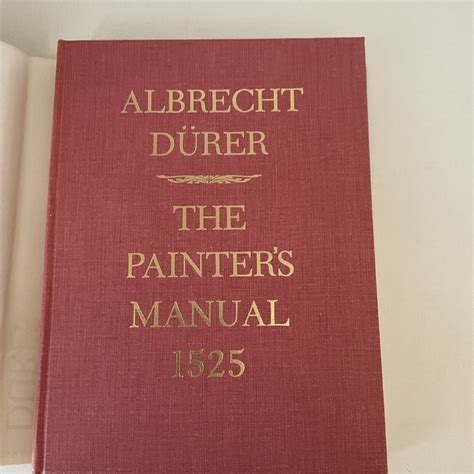 ALBRECHT
DÜRER
THE
PAINTER'S
MANUAL
1525